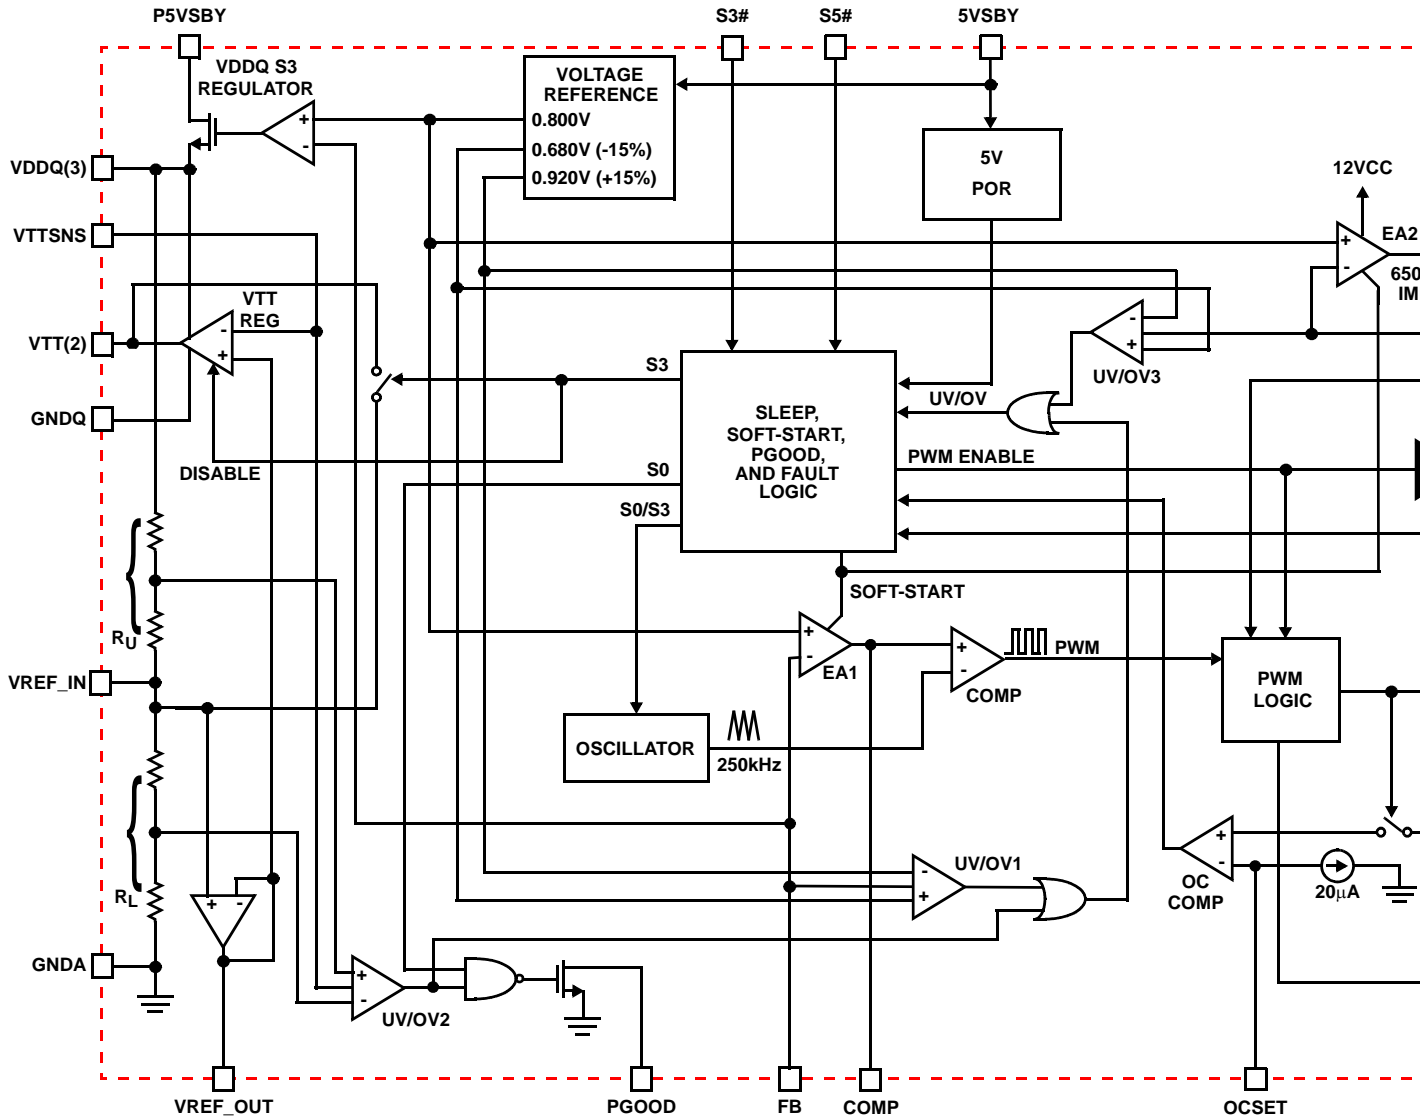 P5VSBY
S3#
S5#
5VSBY
VDDQ S3
REGULATOR
VOLTAGE
REFERENCE
0.800V
0.680V (-15%)
0.920V (+15%)
+
-
5V
POR
12VCC
VDDQ(3)
VTTSNS
+
-
EA2
650
IM
VTT
REG
-
+
VTT(2)
-
+
UV/OV3
S3
UV/OV
GNDQ
SLEEP,
SOFT-START,
PGOOD,
AND FAULT
LOGIC
DISABLE
S0
PWM ENABLE
S0/S3
SOFT-START
RU
+
-
EA1
+
-
COMP
PWM
VREF_IN
PWM
LOGIC
OSCILLATOR
250kHz
+
-
OC
COMP
20µA
UV/OV1
-
+
RL
+
-
GNDA
+
-
UV/OV2
VREF_OUT
PGOOD
FB
COMP
OCSET